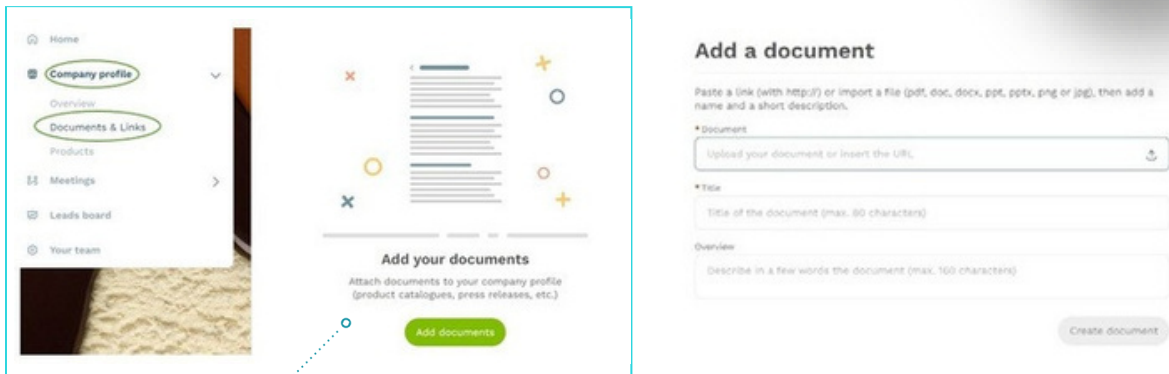 Home
Company profile
Overview
Documents & Links
Products
Meetings
Leads board
Your team
Add your documents
Attach documents to your company profile
(product catalogues, press releases, etc.)
Add documents
Add a document
Paste a link (with http://) or import a file (pdf, doc, docx, ppt, pptx, png or jpg), then add a
name and a short description.
* Document
Upload your document or insert the URL
* Title
Title of the document (max. 80 characters)
Overview
Describe in a few words the document (max. 160 characters)
Create document